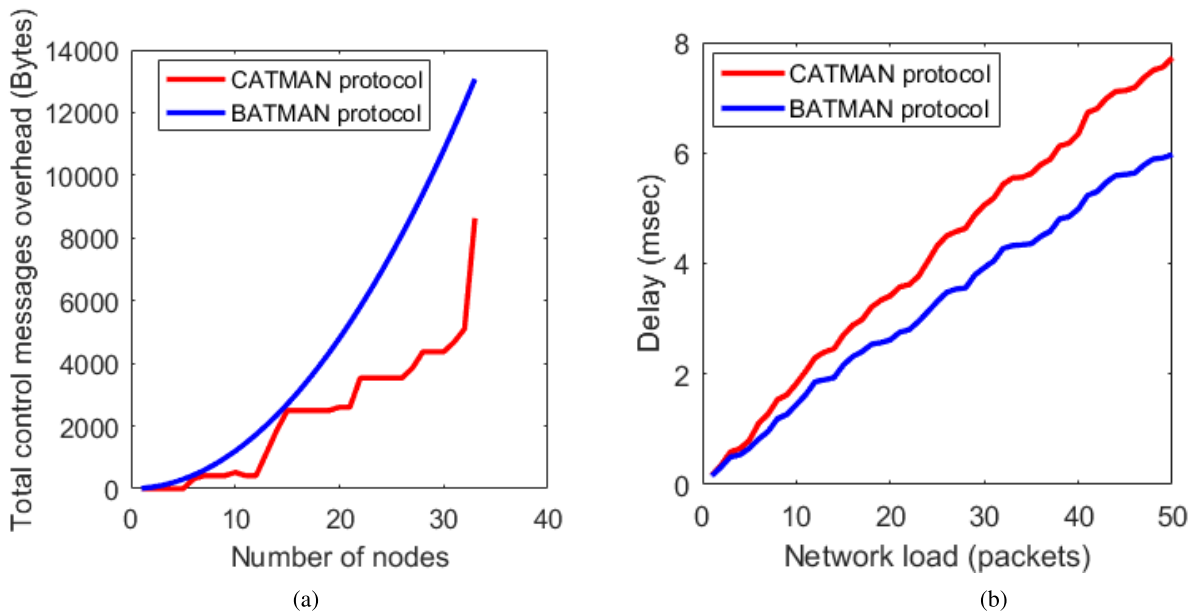 Total control messages overhead (Bytes)
14000
12000
10000
8000
6000
4000
2000
0
CATMAN protocol
BATMAN protocol
0 10 20 30 40
Number of nodes
(a)
Delay (msec)
8
6
4
2
0
CATMAN protocol
BATMAN protocol
0 10 20 30 40 50
Network load (packets)
(b)